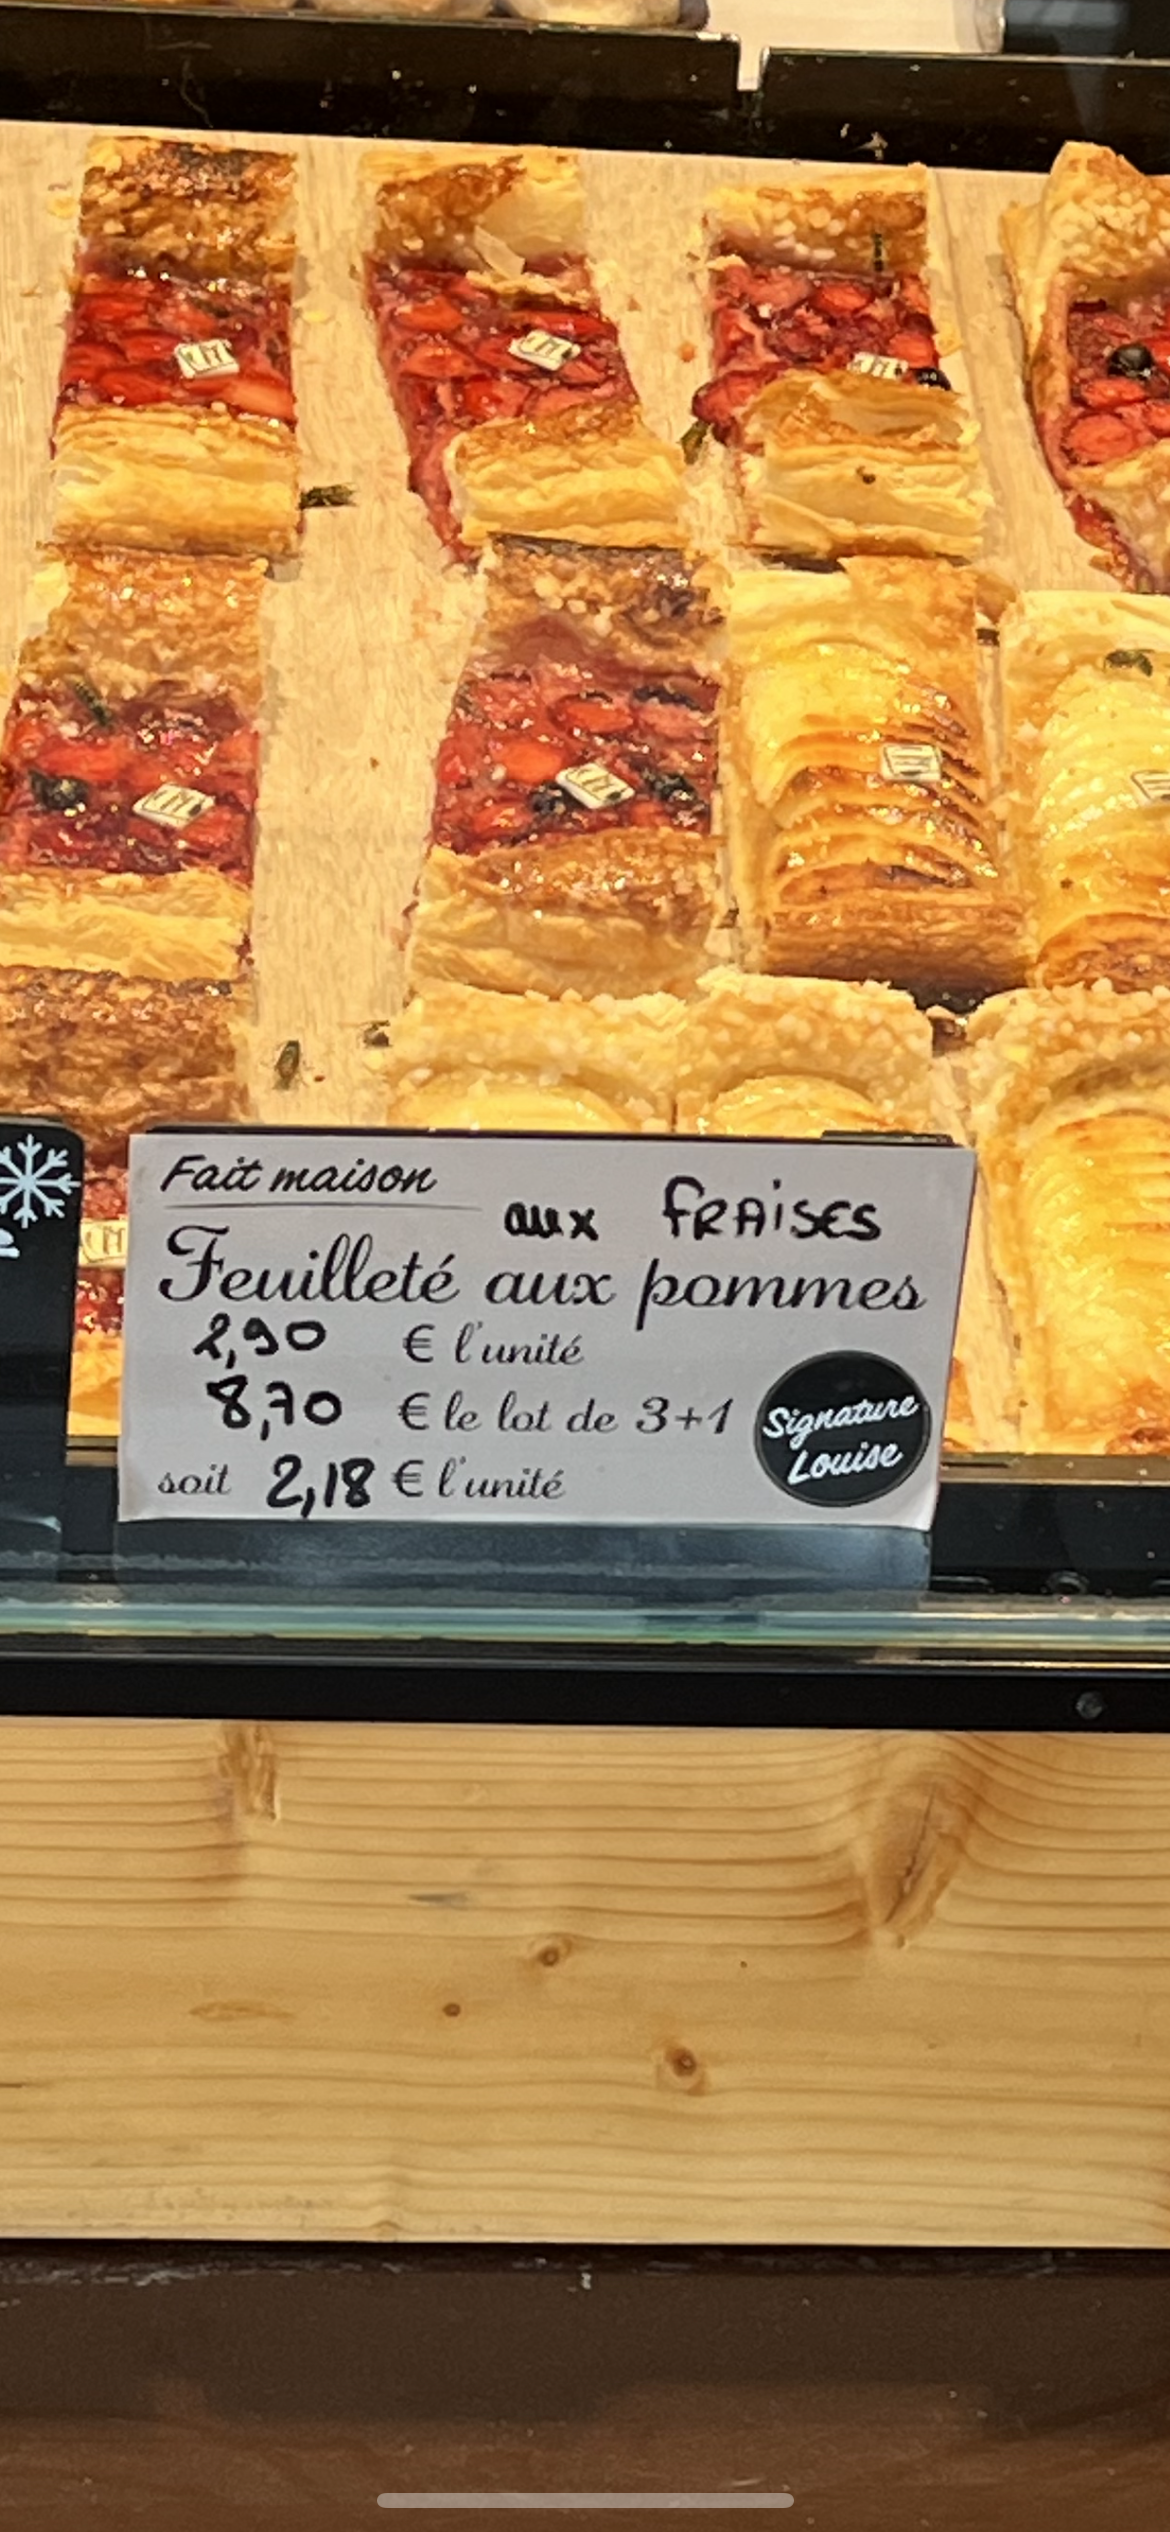 Fait maison
aux FRAISES
Feuilleté aux pommes
2,90 € l'unité
8,70 € le lot de 3+1
soit 2,18 € l'unité
Signature
Louise